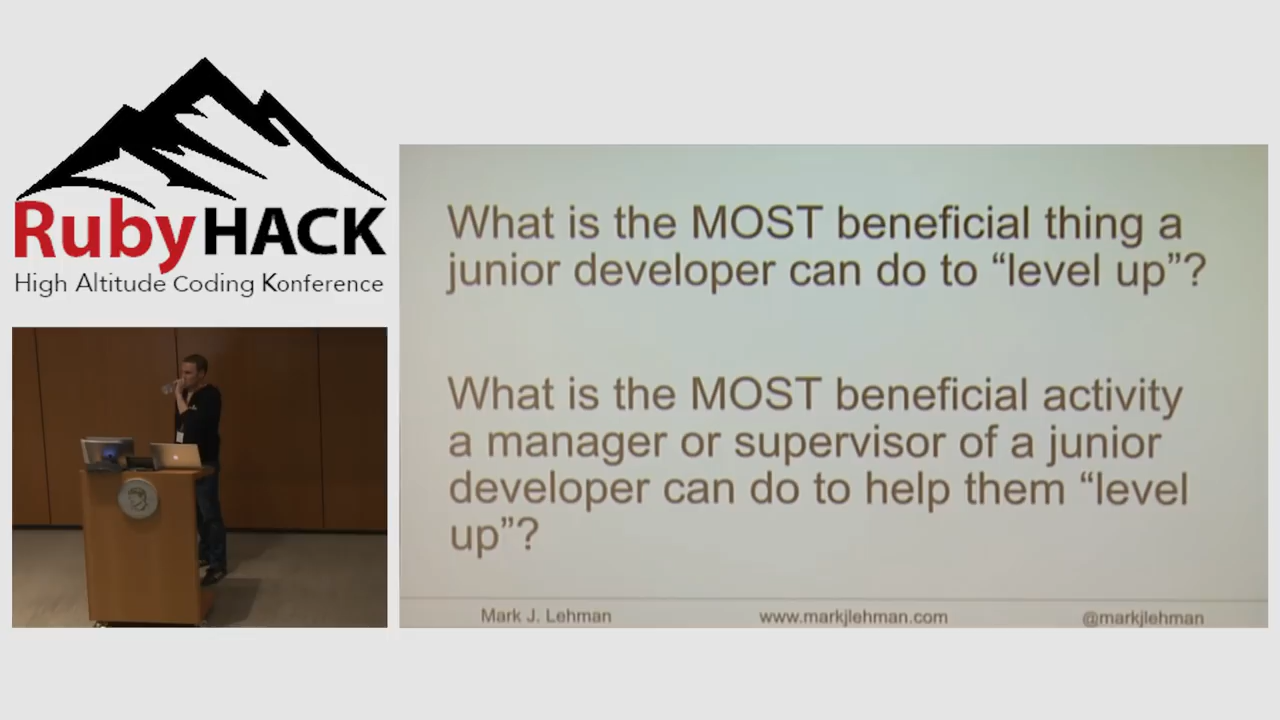 RubyHACK
High Altitude Coding Konference
What is the MOST beneficial thing a
junior developer can do to “level up”?
What is the MOST beneficial activity
a manager or supervisor of a junior
developer can do to help them “level
up”?
Mark J. Lehman
www.markjlehman.com
@markjlehman